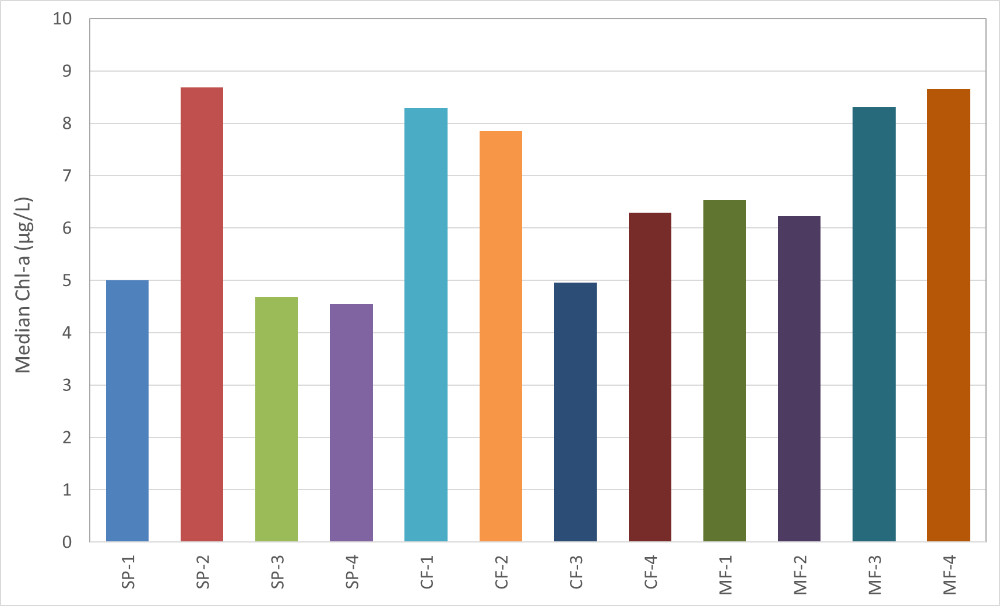 10
9
8
7
6
5
4
3
2
1
0
Median Chl-a (µg/L)
SP-1
SP-2
SP-3
SP-4
CF-1
CF-2
CF-3
CF-4
MF-1
MF-2
MF-3
MF-4